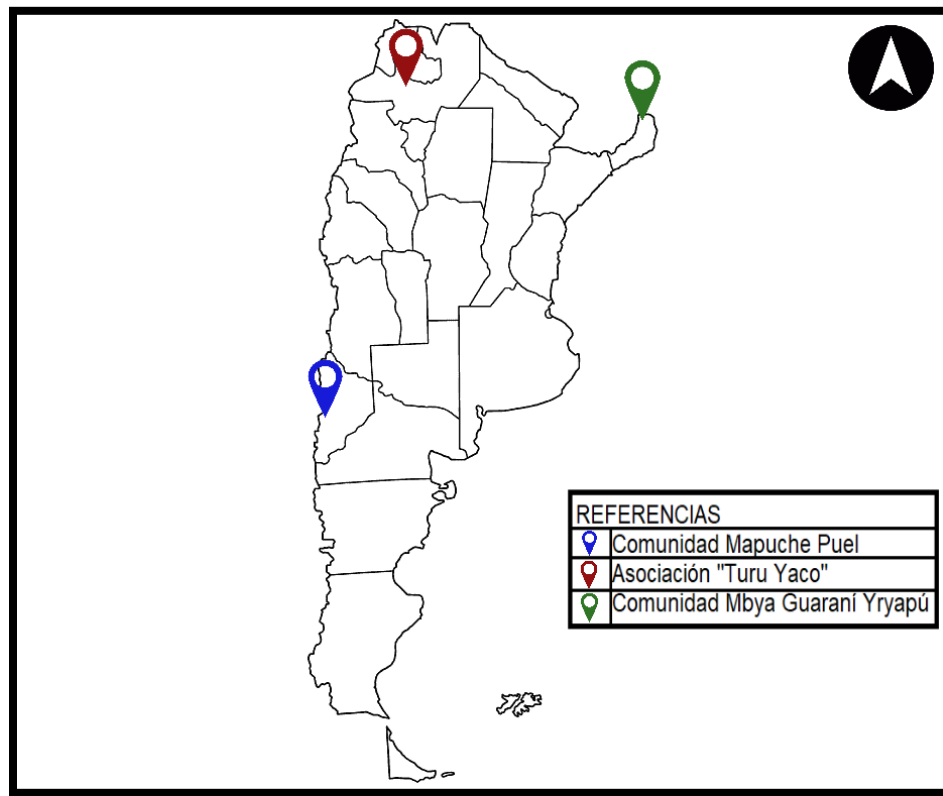 REFERENCIAS
Comunidad Mapuche Puel
Asociación "Turu Yaco"
Comunidad Mbya Guaraní Yryapú